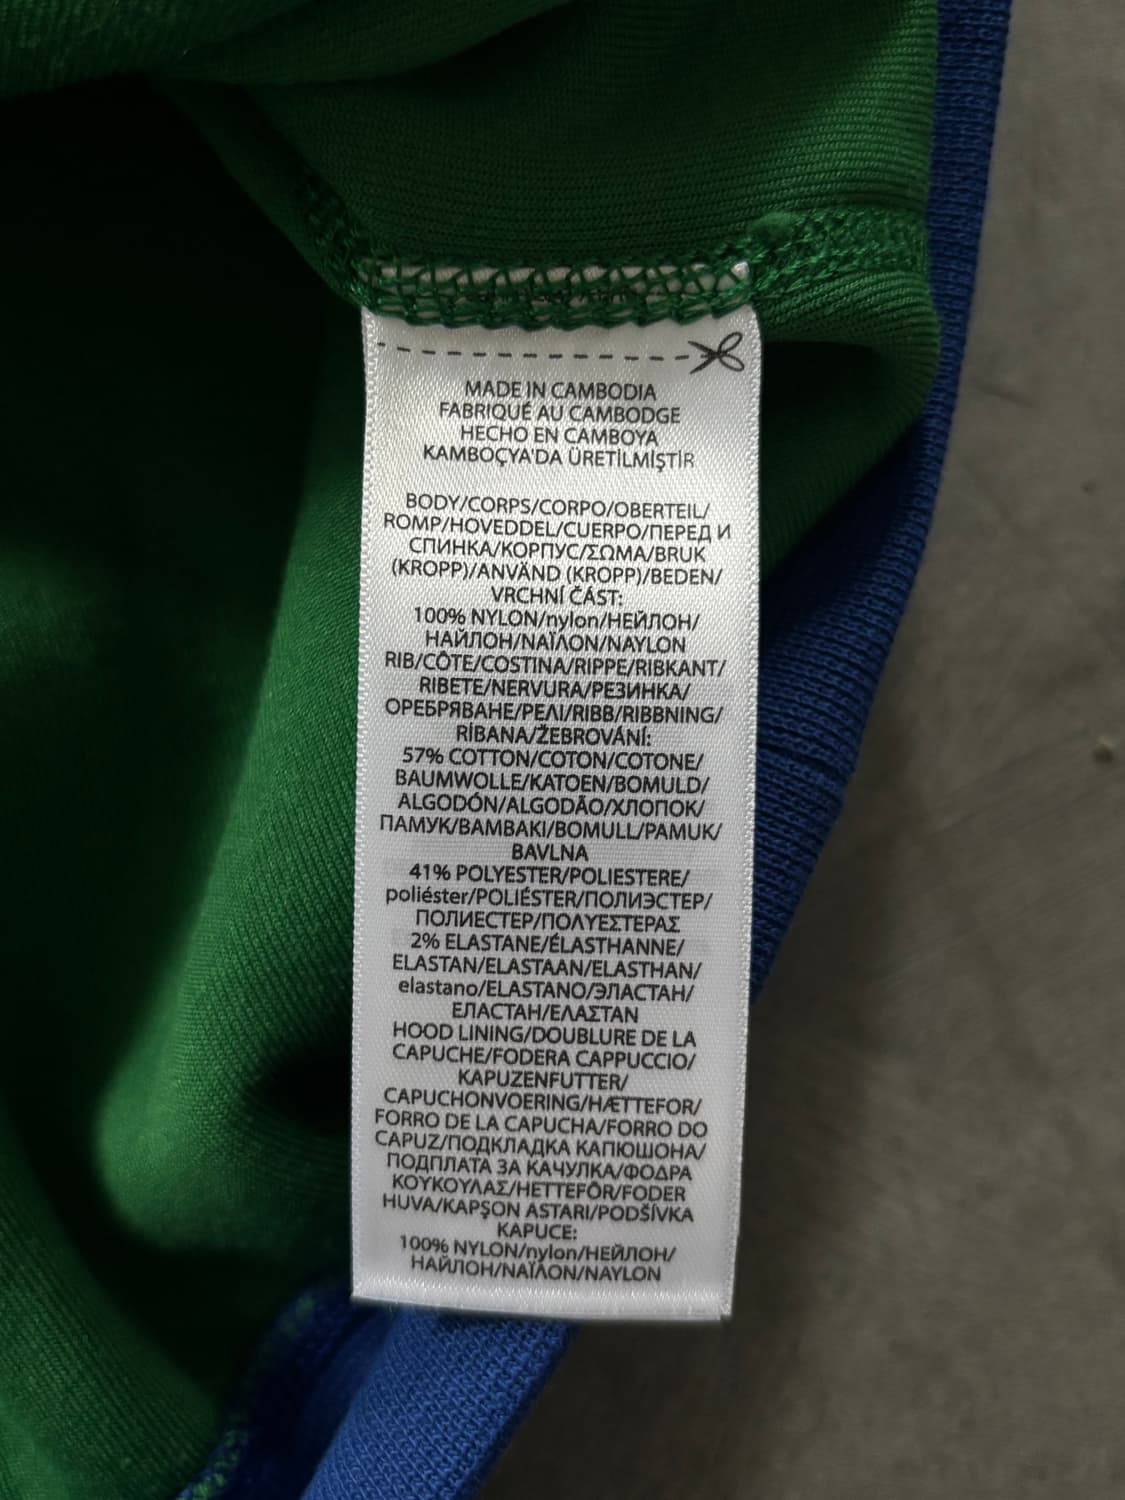 MADE IN CAMBODIA
FABRIQUÉ AU CAMBODGE
HECHO EN CAMBOYA
KAMBOÇYA'DA ÜRETİLMİŞTİR
BODY/CORPS/CORPO/OBERTEIL/
ROMP/HOVEDDEL/CUERPO/ПЕРЕД И
СПИНКА/КОРПУС/ΣΩΜΑ/BRUK
(KROPP)/ANVÄND (KROPP)/BEDEN/
VRCHNÍ ČÁST:
100% NYLON/nylon/НЕЙЛОН/
НАЙЛОН/ΝΑΪΛΟΝ/NAYLON
RIB/CÔTE/COSTINA/RIPPE/RIBKANT/
RIBETE/NERVURA/РЕЗИНКА/
ОРЕБРЯВАНЕ/ΡΕΛΙ/RIBB/RIBBNING/
RİBANA/ŽEBROVÁNÍ:
57% COTTON/COTON/COTONE/
BAUMWOLLE/KATOEN/BOMULD/
ALGODÓN/ALGODÃO/ХЛОПОК/
ПАМУК/ΒΑΜΒΑΚΙ/BOMULL/PAMUK/
BAVLNA
41% POLYESTER/POLIESTERE/
poliéster/POLIÉSTER/ПОЛИЭСТЕР/
ПОЛИЕСТЕР/ΠΟΛΥΕΣΤΕΡΑΣ
2% ELASTANE/ÉLASTHANNE/
ELASTAN/ELASTAAN/ELASTHAN/
elastano/ELASTANO/ЭЛАСТАН/
ЕЛАСТАН/ΕΛΑΣΤΑΝ
HOOD LINING/DOUBLURE DE LA
CAPUCHE/FODERA CAPPUCCIO/
KAPUZENFUTTER/
CAPUCHONVOERING/HÆTTEFOR/
FORRO DE LA CAPUCHA/FORRO DO
CAPUZ/ПОДКЛАДКА КАПЮШОНА/
ПОДПЛАТА ЗА КАЧУЛКА/ΦΟΔΡΑ
ΚΟΥΚΟΥΛΑΣ/HETTEFÔR/FODER
HUVA/KAPŞON ASTARI/PODŠÍVKA
KAPUCE:
100% NYLON/nylon/НЕЙЛОН/
НАЙЛОН/ΝΑΪΛΟΝ/NAYLON